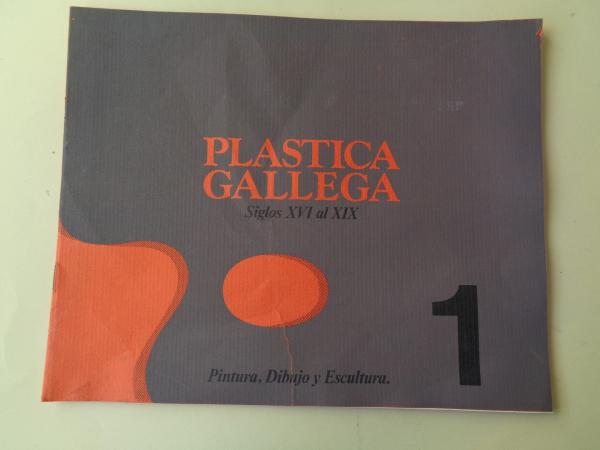 PLASTICA
GALLEGA
Siglos XVI al XIX
1
Pintura, Dibujo y Escultura.